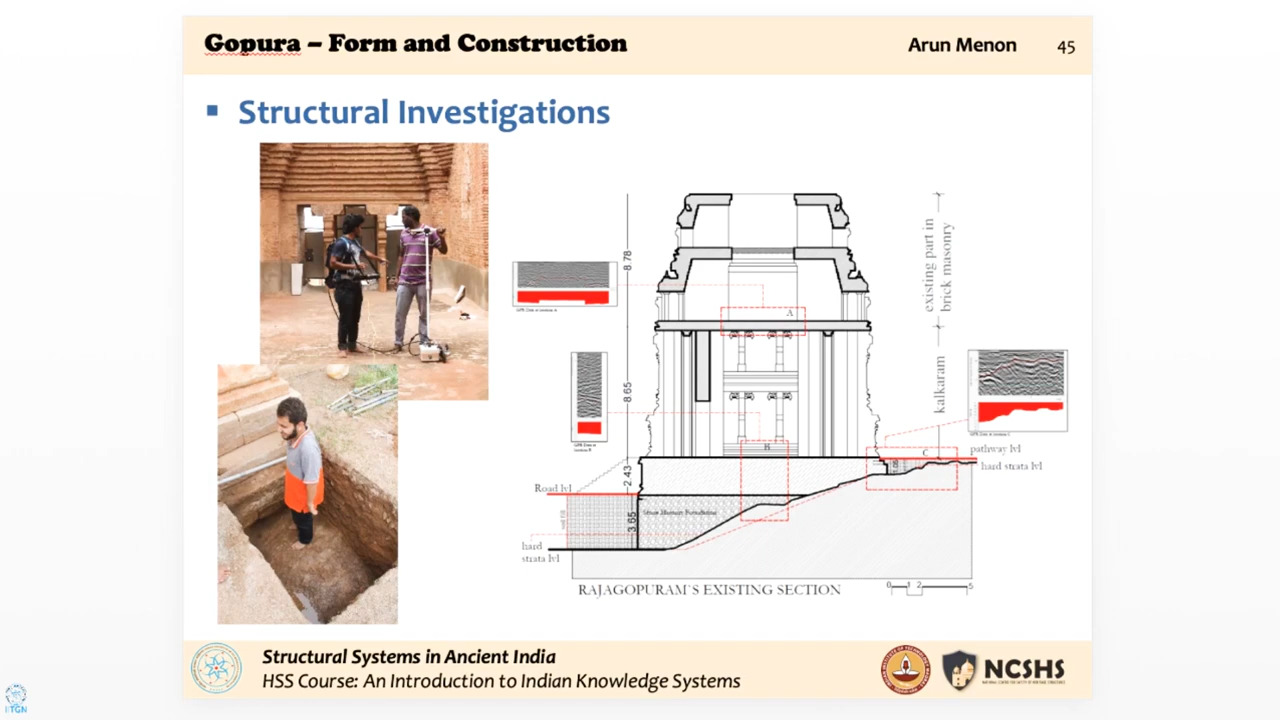 Gopura – Form and Construction
Arun Menon 45
Structural Investigations
8.78
existing part in
brick masonry
A
8.65
kalkaram
B
C
pathway lvl
hard strata lvl
2.43
Road lvl
3.65
hard
strata lvl
RAJAGOPURAM'S EXISTING SECTION
0 1 2 5
Structural Systems in Ancient India
HSS Course: An Introduction to Indian Knowledge Systems
NCSHS
IITGN